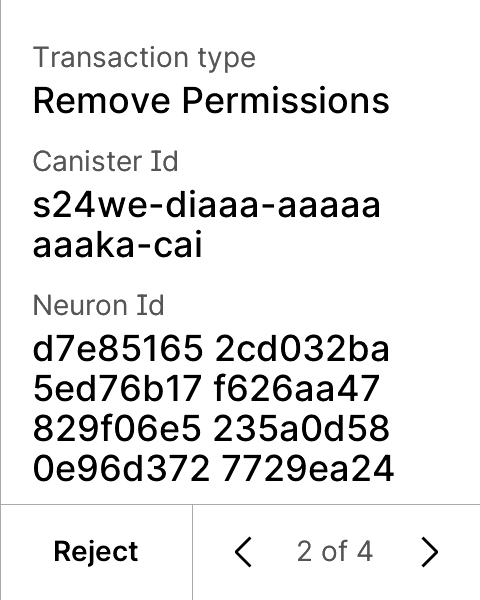 Transaction type
Remove Permissions
Canister Id
s24we-diaaa-aaaaa
aaaka-cai
Neuron Id
d7e85165 2cd032ba
5ed76b17 f626aa47
829f06e5 235a0d58
0e96d372 7729ea24
Reject
2 of 4